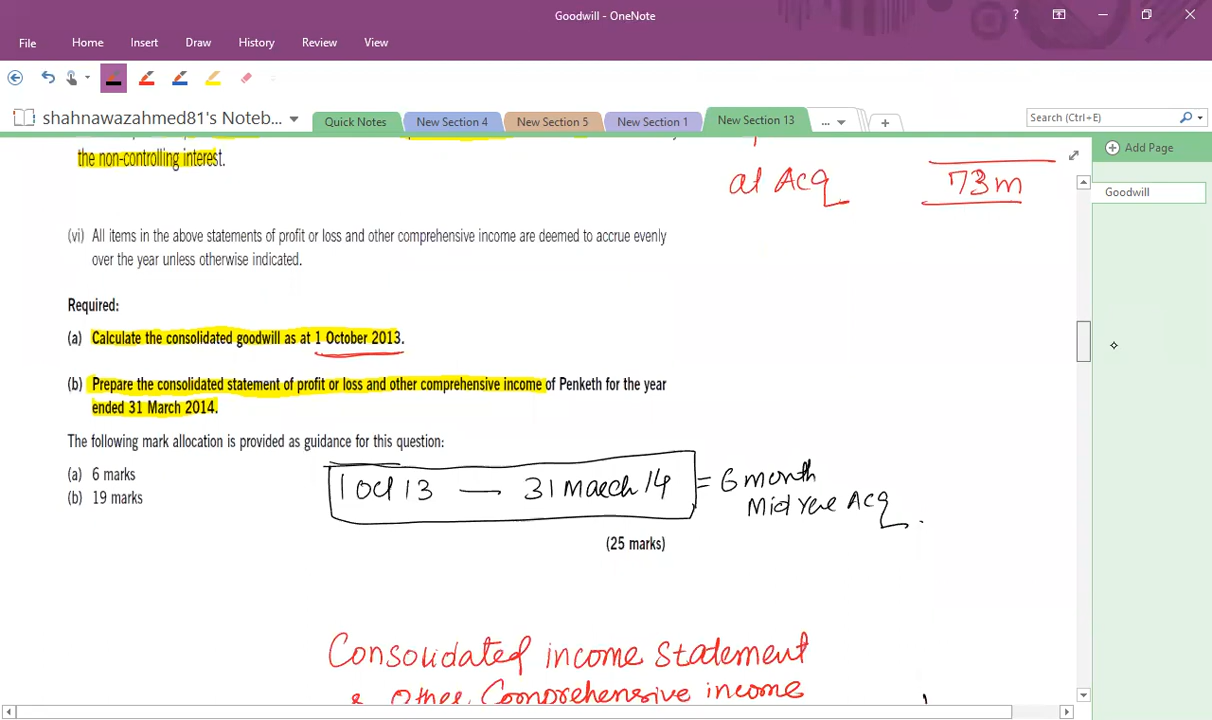 Goodwill - OneNote
?
File Home Insert Draw History Review View
shahnawazahmed81's Noteb... Quick Notes New Section 4 New Section 5 New Section 1 New Section 13 ... Search (Ctrl+E)
the non-controlling interest.
at Acq 73m
Add Page
Goodwill
(vi) All items in the above statements of profit or loss and other comprehensive income are deemed to accrue evenly
over the year unless otherwise indicated.
Required:
(a) Calculate the consolidated goodwill as at 1 October 2013.
(b) Prepare the consolidated statement of profit or loss and other comprehensive income of Penketh for the year
ended 31 March 2014.
The following mark allocation is provided as guidance for this question:
(a) 6 marks
(b) 19 marks
1 Oct 13 — 31 March 14 = 6 month
Mid Year Acq.
(25 marks)
Consolidated income statement
& Other Comprehensive income